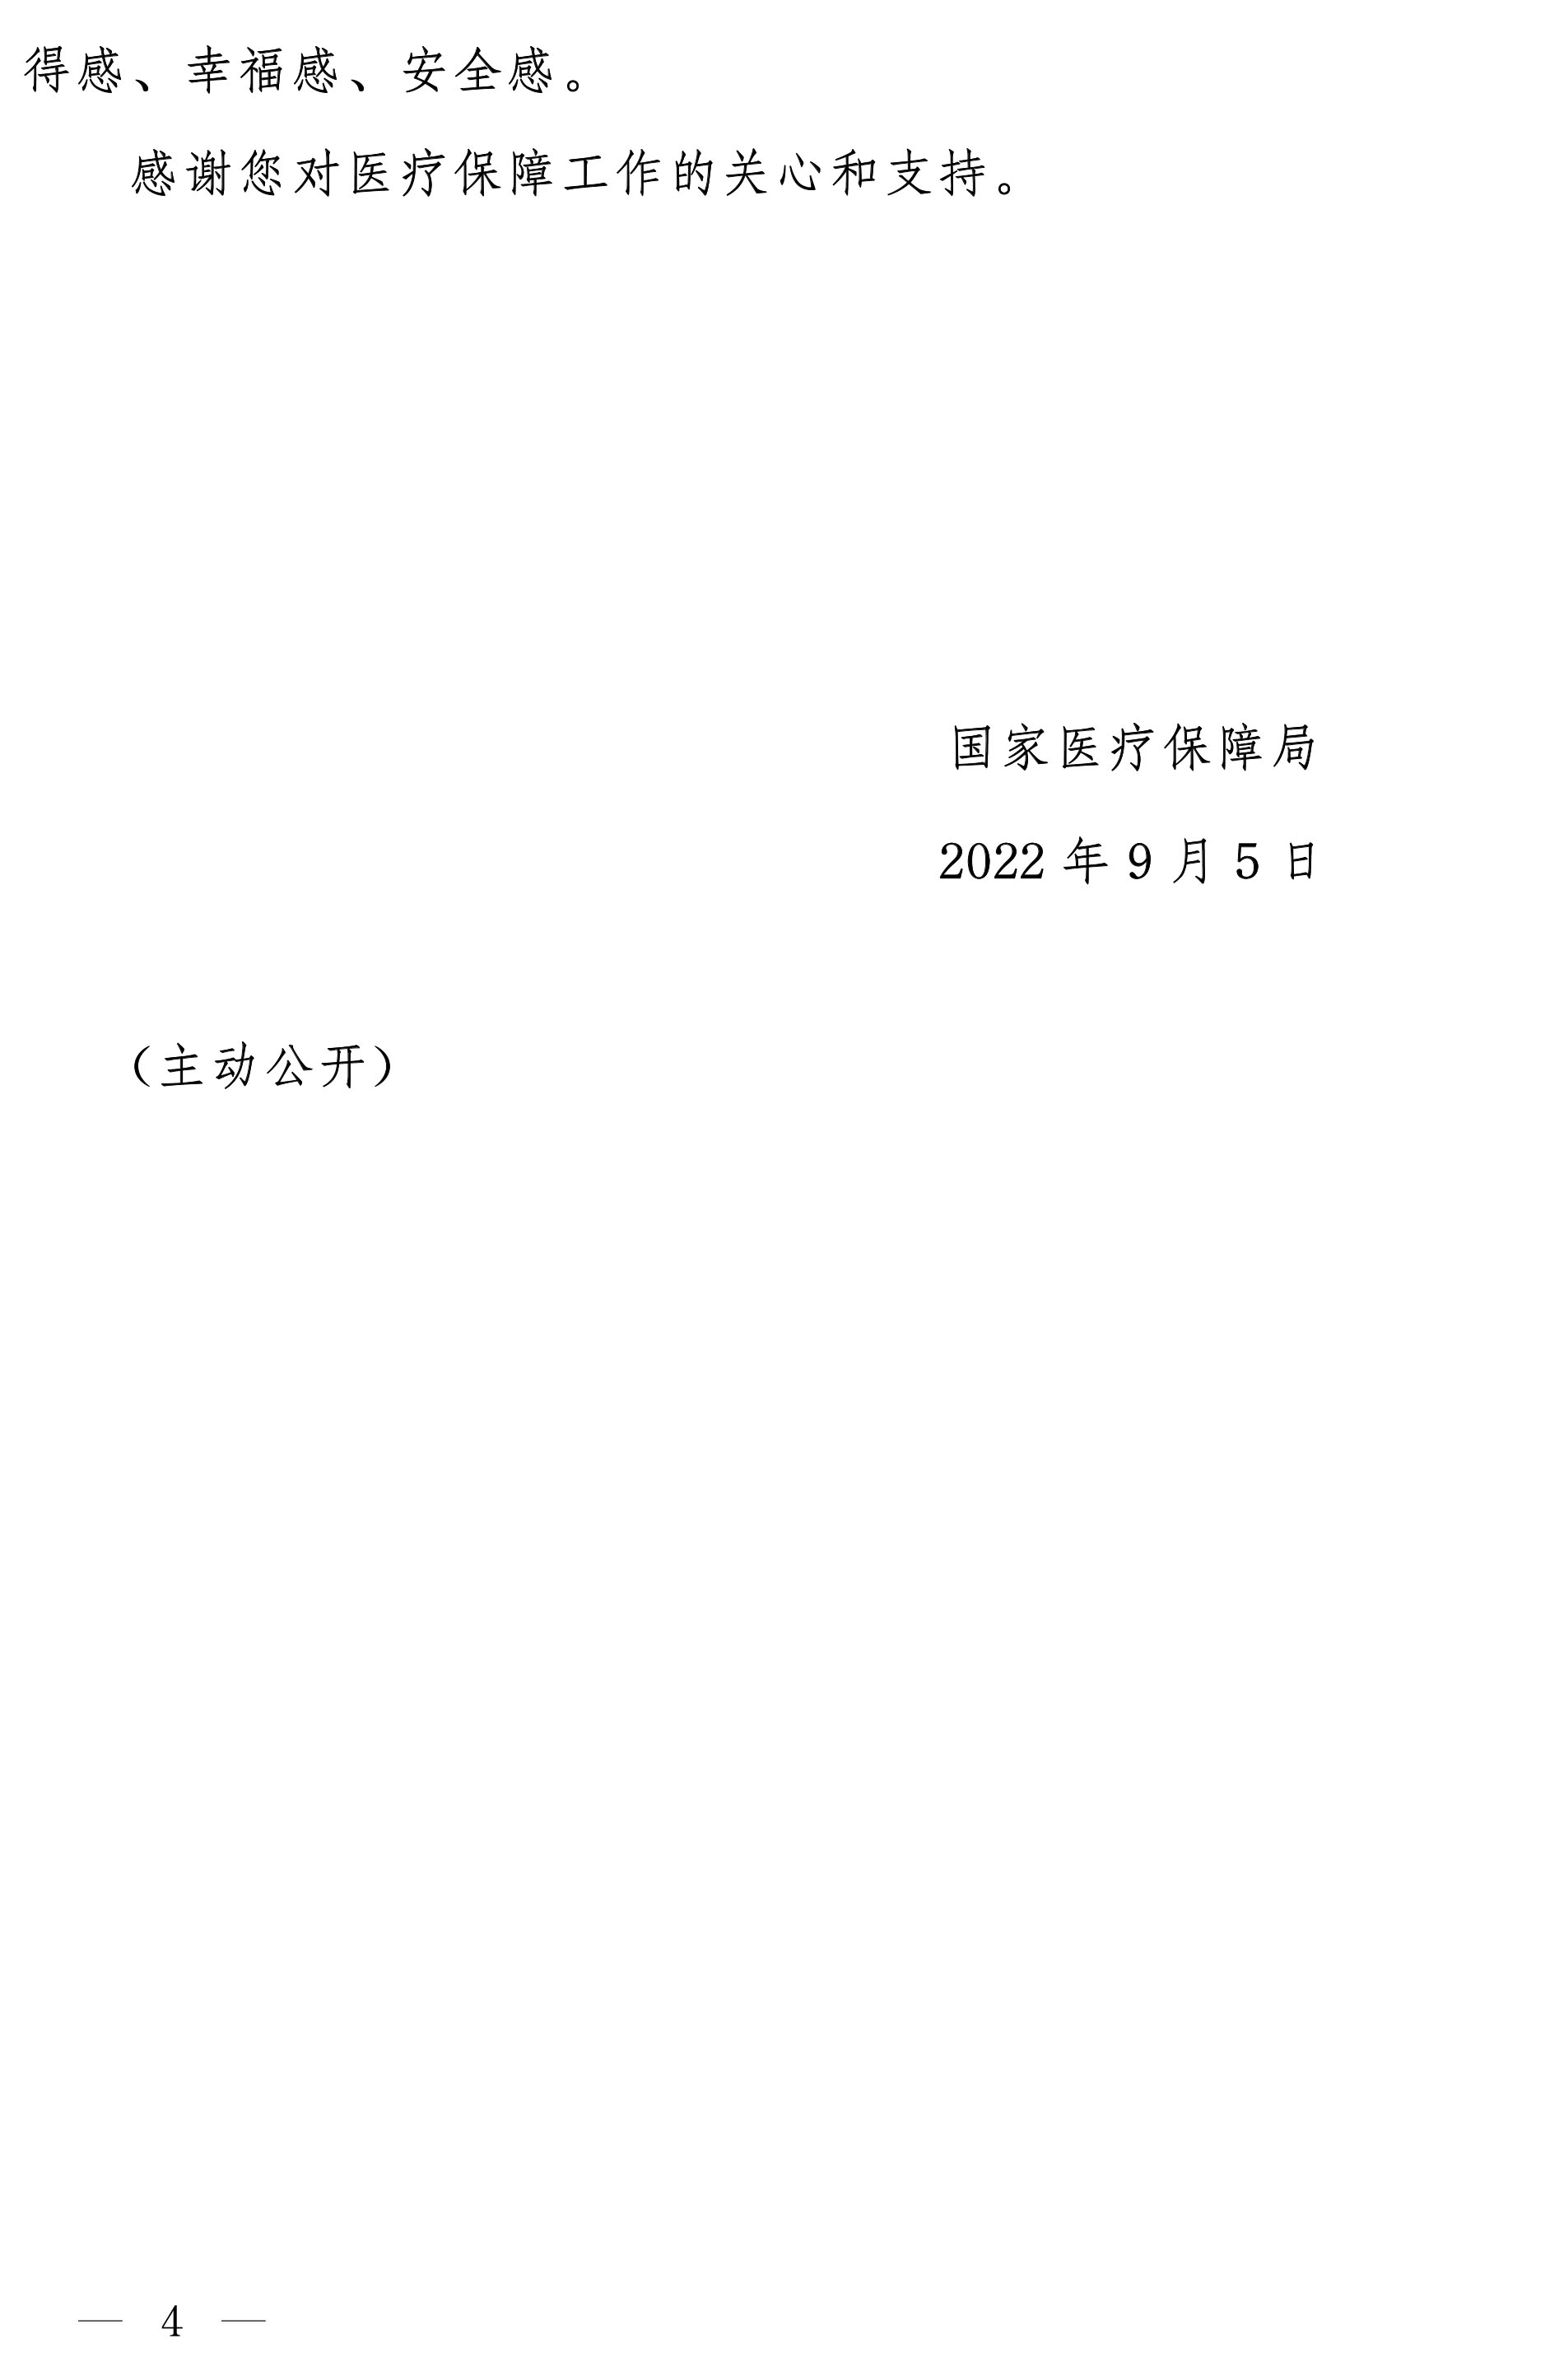 得感、幸福感、安全感。
感谢您对医疗保障工作的关心和支持。
国家医疗保障局
2022 年 9 月 5 日
（主动公开）
— 4 —